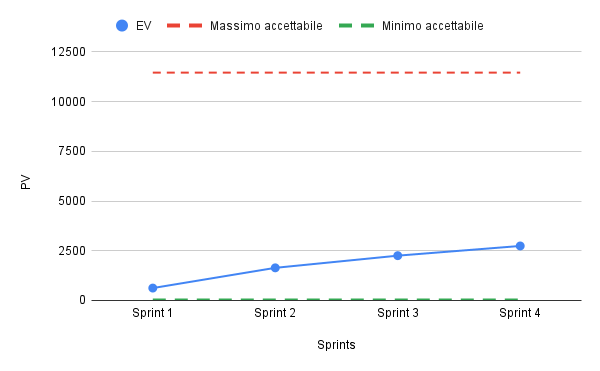 EV Massimo accettabile Minimo accettabile
12500
10000
7500
5000
2500
0
PV
Sprint 1 Sprint 2 Sprint 3 Sprint 4
Sprints